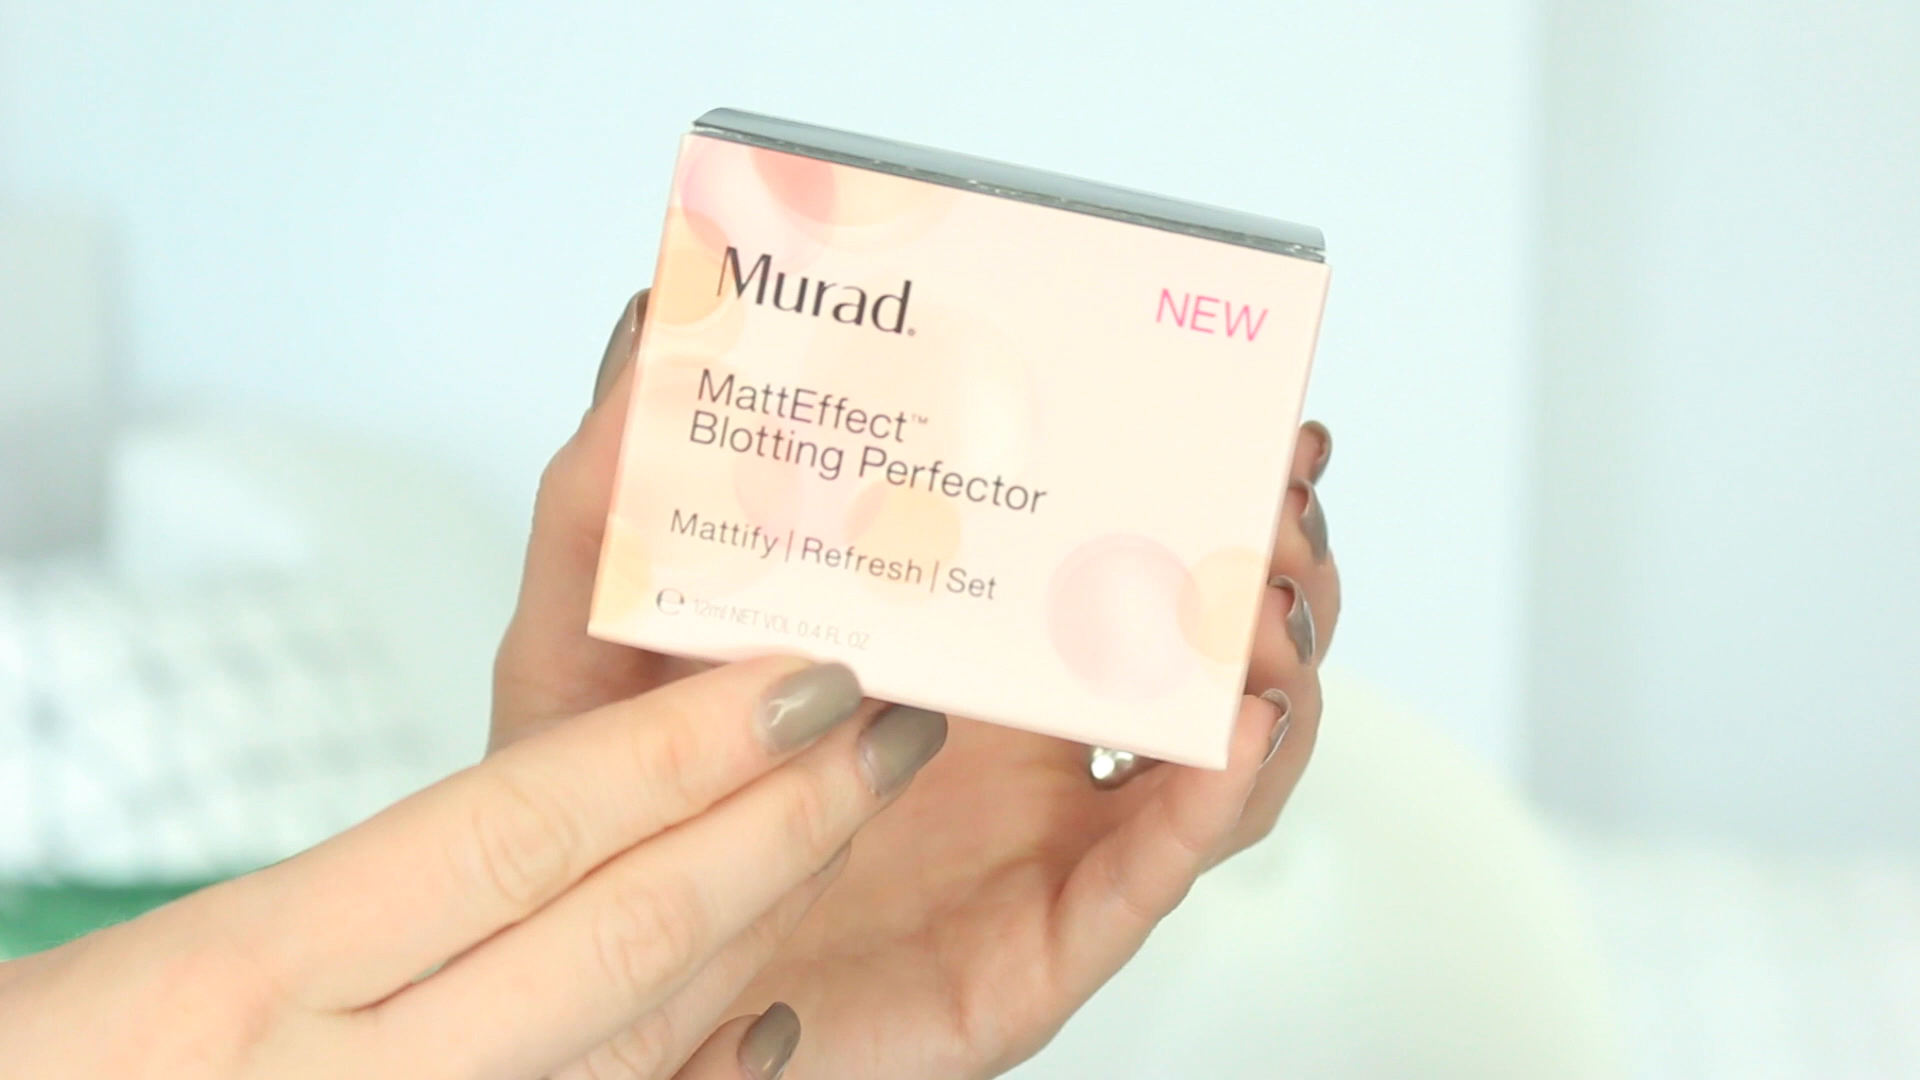 Murad.
NEW
MattEffect™
Blotting Perfector
Mattify | Refresh | Set
℮ 12ml NET VOL 0.4 FL OZ